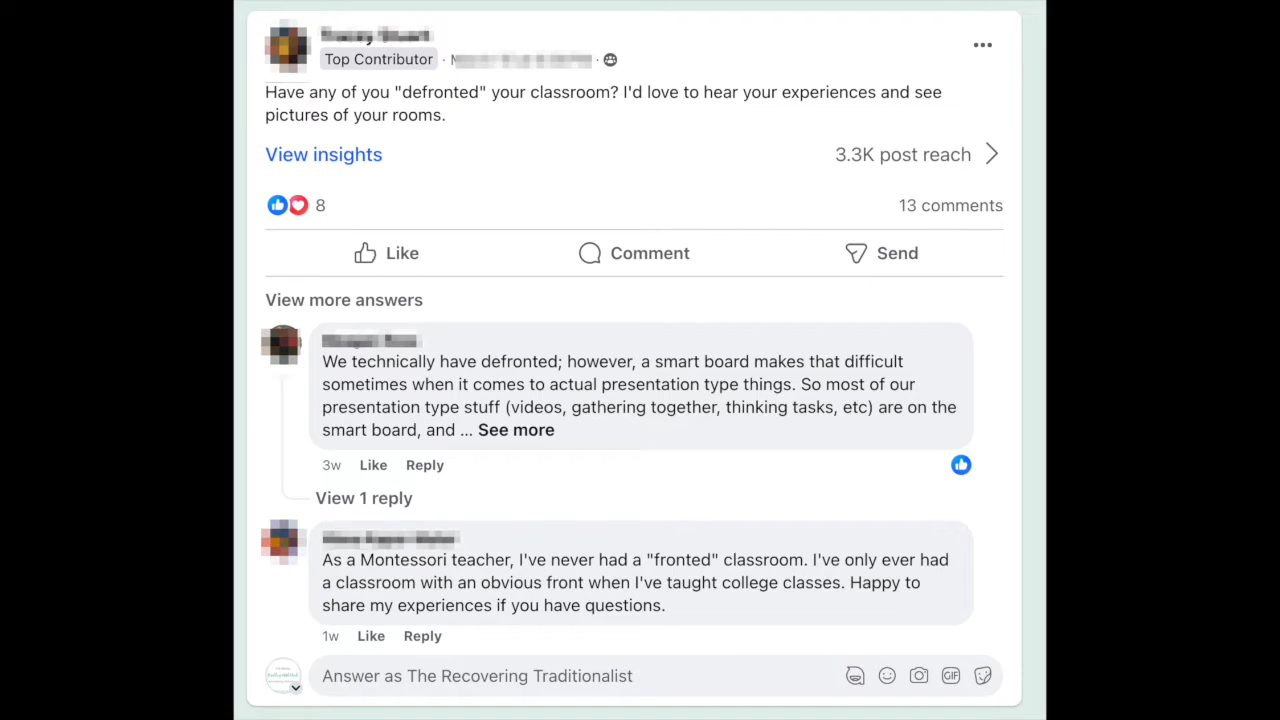 Top Contributor ·
Have any of you "defronted" your classroom? I'd love to hear your experiences and see
pictures of your rooms.
View insights
3.3K post reach
8
13 comments
Like
Comment
Send
View more answers
We technically have defronted; however, a smart board makes that difficult
sometimes when it comes to actual presentation type things. So most of our
presentation type stuff (videos, gathering together, thinking tasks, etc) are on the
smart board, and ... See more
3w Like Reply
View 1 reply
As a Montessori teacher, I've never had a "fronted" classroom. I've only ever had
a classroom with an obvious front when I've taught college classes. Happy to
share my experiences if you have questions.
1w Like Reply
Answer as The Recovering Traditionalist
GIF